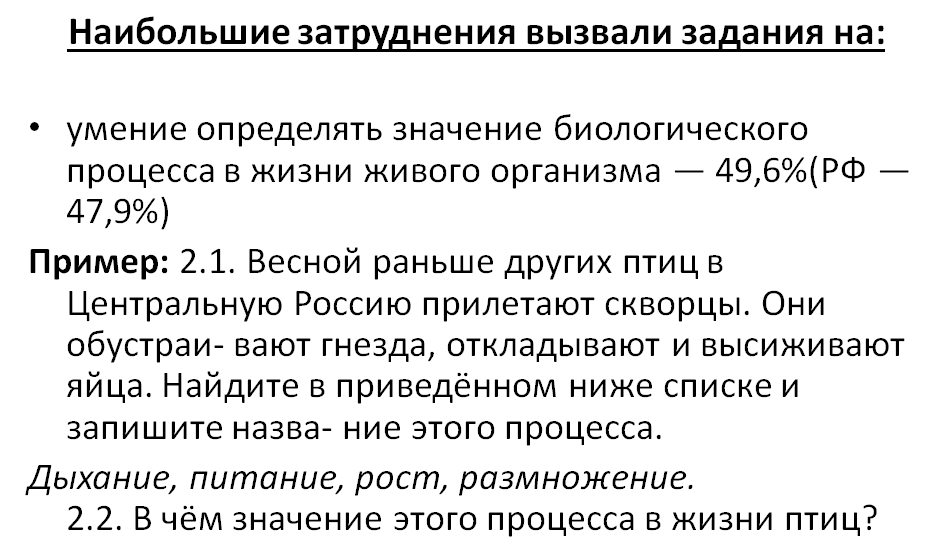 Наибольшие затруднения вызвали задания на:
• умение определять значение биологического
процесса в жизни живого организма — 49,6%(РФ —
47,9%)
Пример: 2.1. Весной раньше других птиц в
Центральную Россию прилетают скворцы. Они
обустраи- вают гнезда, откладывают и высиживают
яйца. Найдите в приведённом ниже списке и
запишите назва- ние этого процесса.
Дыхание, питание, рост, размножение.
2.2. В чём значение этого процесса в жизни птиц?